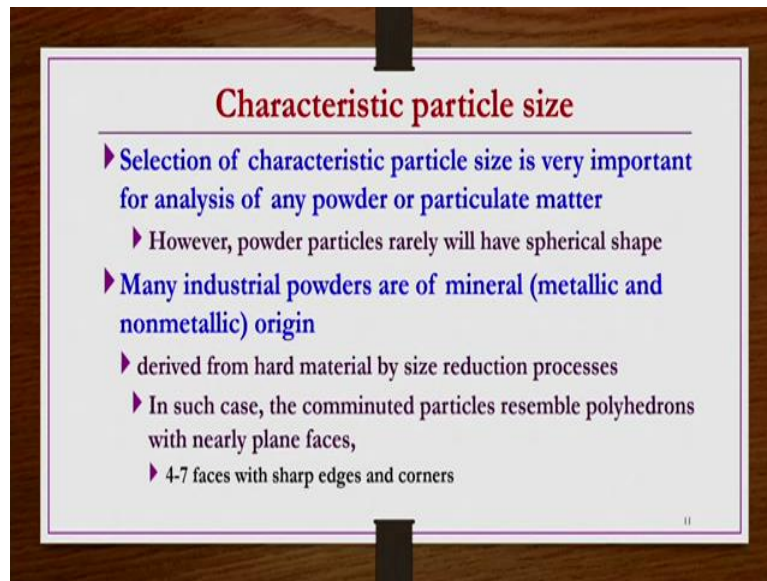 Characteristic particle size
Selection of characteristic particle size is very important
for analysis of any powder or particulate matter
However, powder particles rarely will have spherical shape
Many industrial powders are of mineral (metallic and
nonmetallic) origin
derived from hard material by size reduction processes
In such case, the comminuted particles resemble polyhedrons
with nearly plane faces,
4-7 faces with sharp edges and corners
11